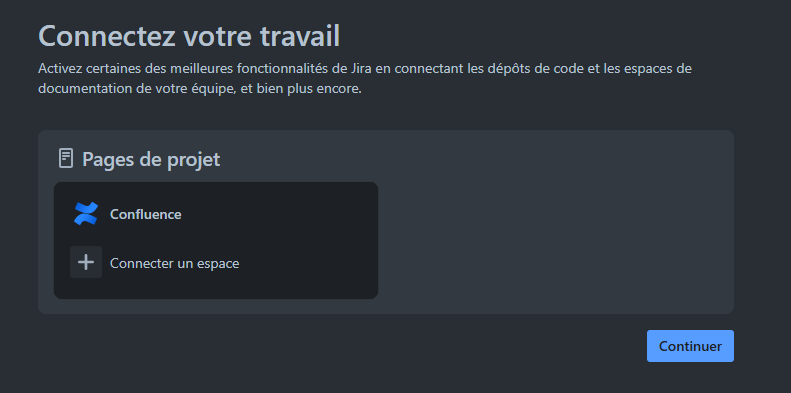 Connectez votre travail
Activez certaines des meilleures fonctionnalités de Jira en connectant les dépôts de code et les espaces de
documentation de votre équipe, et bien plus encore.
Pages de projet
Confluence
Connecter un espace
Continuer